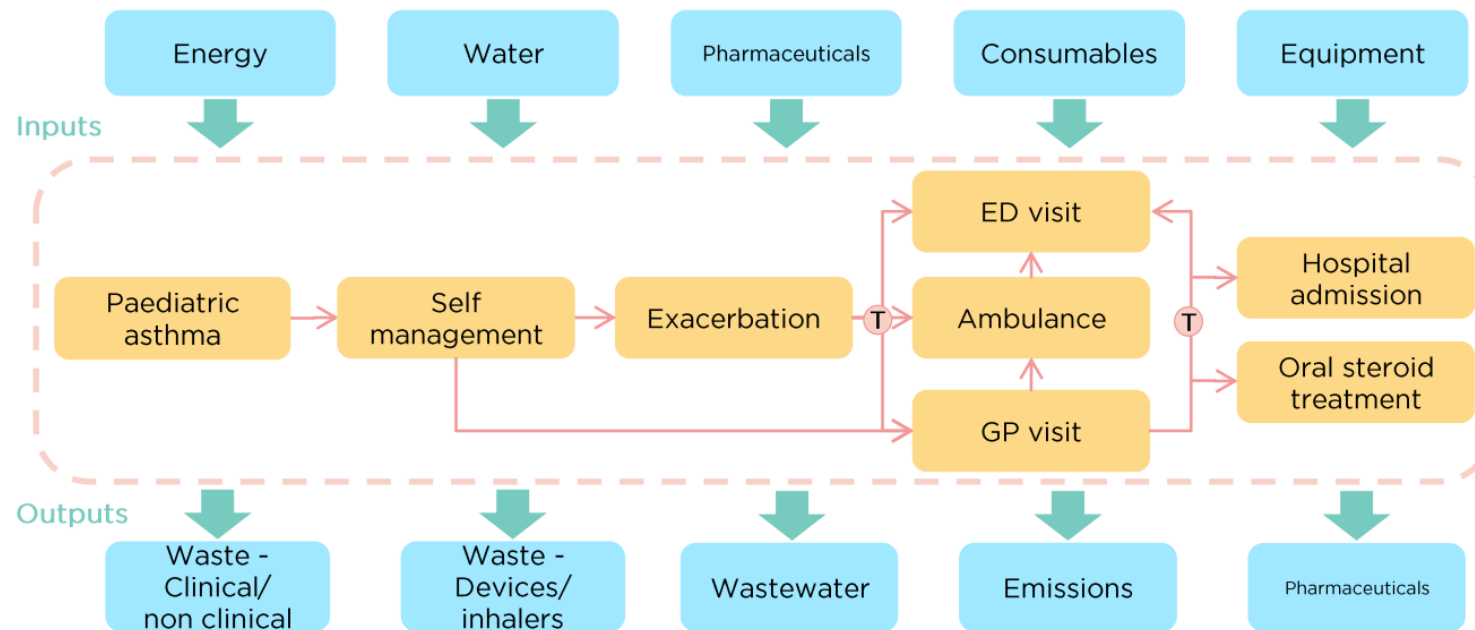 Energy
Water
Pharmaceuticals
Consumables
Equipment
Inputs
ED visit
Paediatric
asthma
Self
management
Exacerbation
T
Ambulance
T
Hospital
admission
GP visit
Oral steroid
treatment
Outputs
Waste -
Clinical/
non clinical
Waste -
Devices/
inhalers
Wastewater
Emissions
Pharmaceuticals